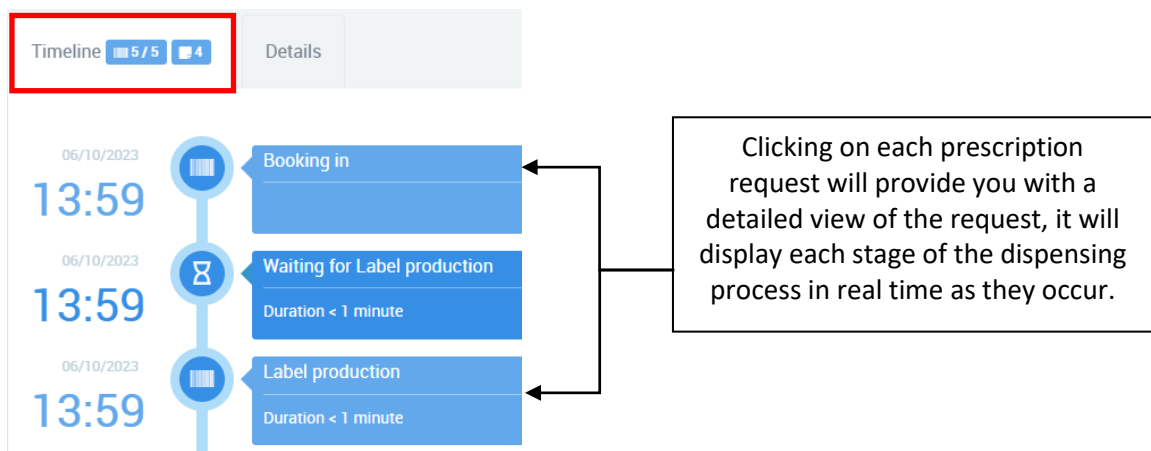 Timeline 5 / 5 4 Details
06/10/2023
13:59
Booking in
06/10/2023
13:59
Waiting for Label production
Duration < 1 minute
06/10/2023
13:59
Label production
Duration < 1 minute
Clicking on each prescription
request will provide you with a
detailed view of the request, it will
display each stage of the dispensing
process in real time as they occur.